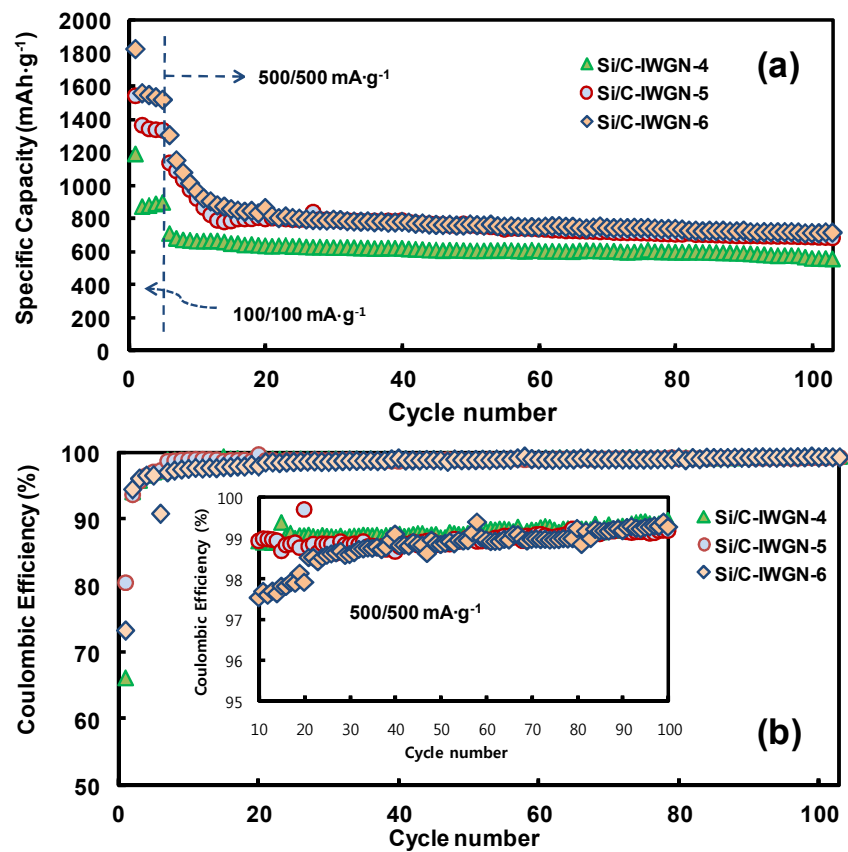 2000
1800
1600
1400
1200
1000
800
600
400
200
0
Specific Capacity (mAh·g-1)
500/500 mA·g-1
100/100 mA·g-1
(a)
Si/C-IWGN-4
Si/C-IWGN-5
Si/C-IWGN-6
0 20 40 60 80 100
Cycle number
100
90
80
70
60
50
Coulombic Efficiency (%)
100
99
98
97
96
95
Coulombic Efficiency (%)
500/500 mA·g-1
10 20 30 40 50 60 70 80 90 100
Cycle number
Si/C-IWGN-4
Si/C-IWGN-5
Si/C-IWGN-6
(b)
0 20 40 60 80 100
Cycle number